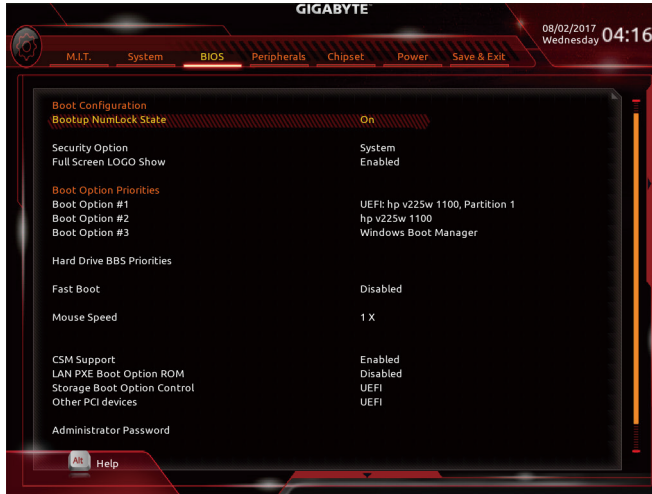 GIGABYTE
08/02/2017
Wednesday
04:16
M.I.T. System BIOS Peripherals Chipset Power Save & Exit
Boot Configuration
Bootup NumLock State On
Security Option System
Full Screen LOGO Show Enabled
Boot Option Priorities
Boot Option #1 UEFI: hp v225w 1100, Partition 1
Boot Option #2 hp v225w 1100
Boot Option #3 Windows Boot Manager
Hard Drive BBS Priorities
Fast Boot Disabled
Mouse Speed 1 X
CSM Support Enabled
LAN PXE Boot Option ROM Disabled
Storage Boot Option Control UEFI
Other PCI devices UEFI
Administrator Password
Alt Help